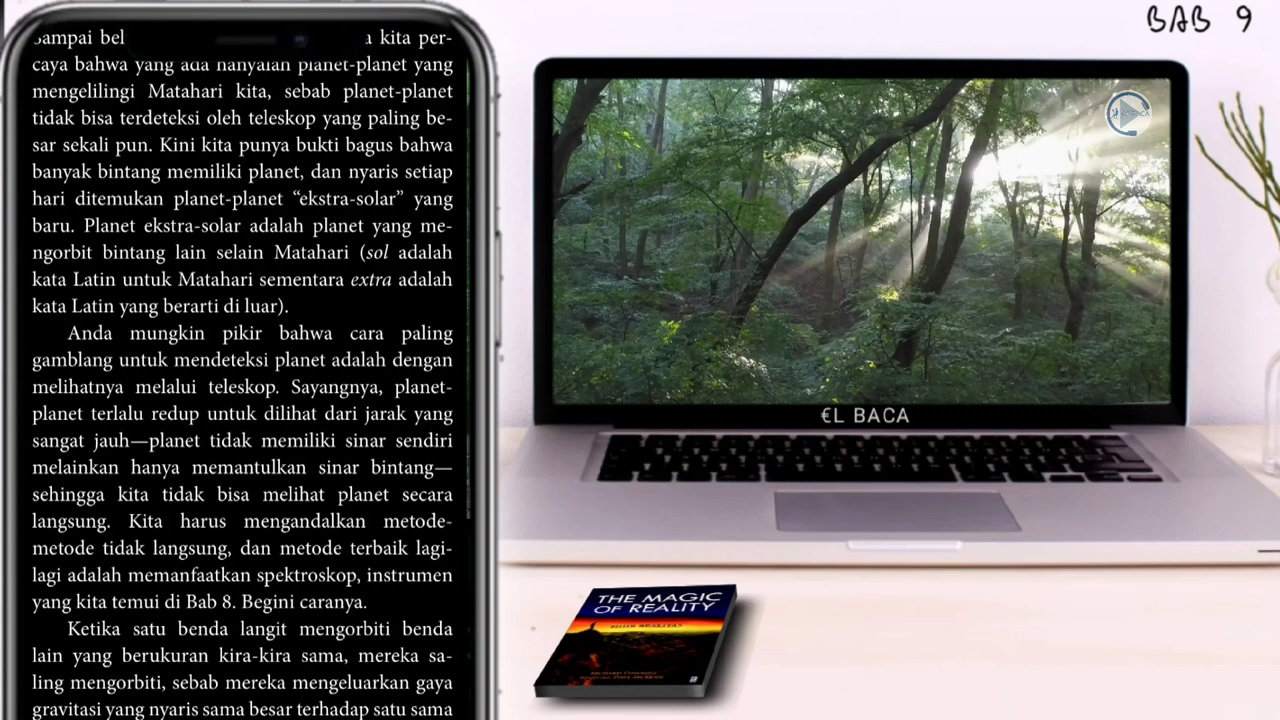 Sampai bel a kita per-
caya bahwa yang ada hanyalah planet-planet yang
mengelilingi Matahari kita, sebab planet-planet
tidak bisa terdeteksi oleh teleskop yang paling be-
sar sekali pun. Kini kita punya bukti bagus bahwa
banyak bintang memiliki planet, dan nyaris setiap
hari ditemukan planet-planet “ekstra-solar” yang
baru. Planet ekstra-solar adalah planet yang me-
ngorbit bintang lain selain Matahari (sol adalah
kata Latin untuk Matahari sementara extra adalah
kata Latin yang berarti di luar).
Anda mungkin pikir bahwa cara paling
gamblang untuk mendeteksi planet adalah dengan
melihatnya melalui teleskop. Sayangnya, planet-
planet terlalu redup untuk dilihat dari jarak yang
sangat jauh—planet tidak memiliki sinar sendiri
melainkan hanya memantulkan sinar bintang—
sehingga kita tidak bisa melihat planet secara
langsung. Kita harus mengandalkan metode-
metode tidak langsung, dan metode terbaik lagi-
lagi adalah memanfaatkan spektroskop, instrumen
yang kita temui di Bab 8. Begini caranya.
Ketika satu benda langit mengorbiti benda
lain yang berukuran kira-kira sama, mereka sa-
ling mengorbiti, sebab mereka mengerahkan gaya
gravitasi yang nyaris sama besar terhadap satu sama
BAB 9
€L BACA
THE MAGIC
OF REALITY